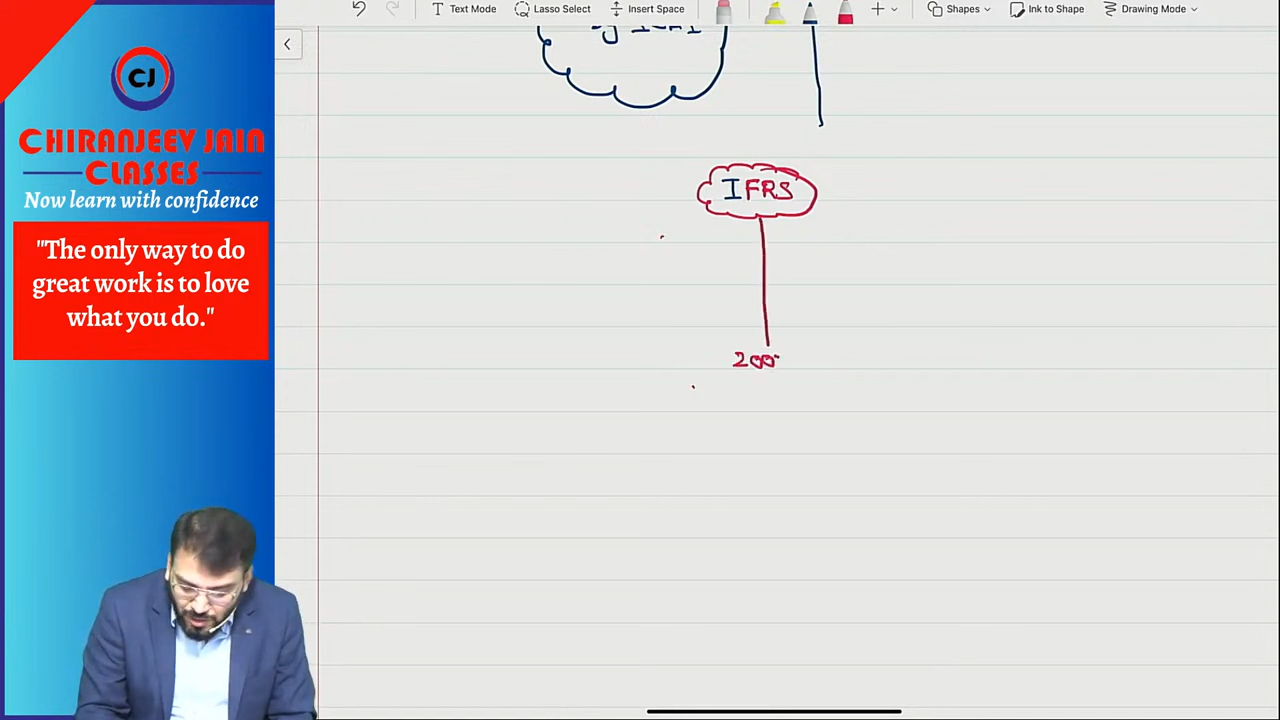 Text Mode Lasso Select Insert Space Shapes Ink to Shape Drawing Mode
CJ
CHIRANJEEV JAIN
CLASSES
Now learn with confidence
"The only way to do
great work is to love
what you do."
IFRS
200